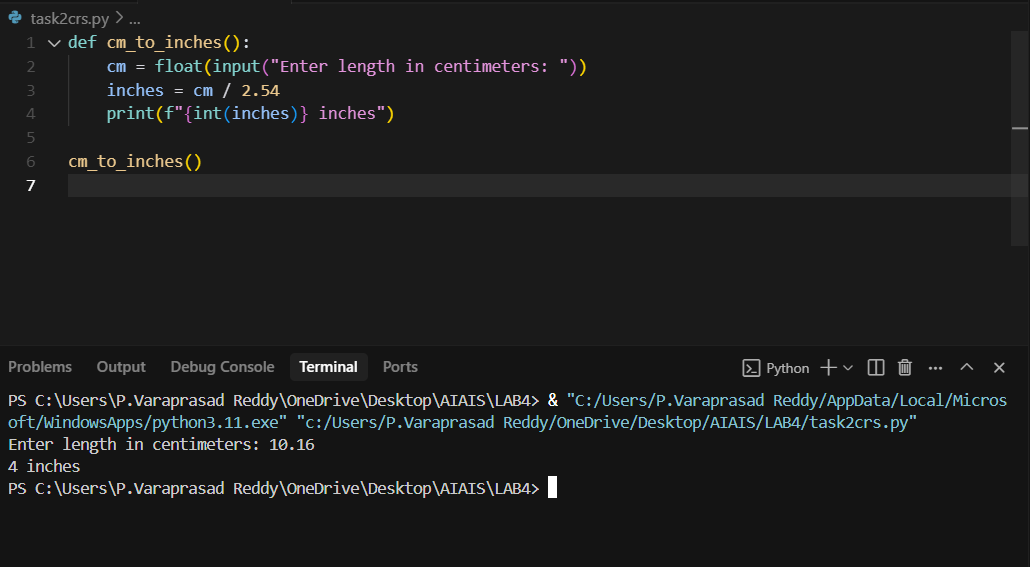 task2crs.py > ...
1 def cm_to_inches():
2     cm = float(input("Enter length in centimeters: "))
3     inches = cm / 2.54
4     print(f"{int(inches)} inches")
5
6 cm_to_inches()
7
Problems Output Debug Console Terminal Ports Python
PS C:\Users\P.Varaprasad Reddy\OneDrive\Desktop\AIAIS\LAB4> & "C:/Users/P.Varaprasad Reddy/AppData/Local/Micros
oft/WindowsApps/python3.11.exe" "c:/Users/P.Varaprasad Reddy/OneDrive/Desktop/AIAIS/LAB4/task2crs.py"
Enter length in centimeters: 10.16
4 inches
PS C:\Users\P.Varaprasad Reddy\OneDrive\Desktop\AIAIS\LAB4>